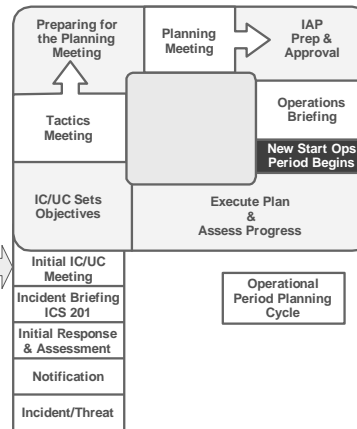 Preparing for
the Planning
Meeting
Planning
Meeting
IAP
Prep &
Approval
Tactics
Meeting
Operations
Briefing
New Start Ops
Period Begins
IC/UC Sets
Objectives
Execute Plan
&
Assess Progress
Initial IC/UC
Meeting
Incident Briefing
ICS 201
Initial Response
& Assessment
Notification
Incident/Threat
Operational
Period Planning
Cycle